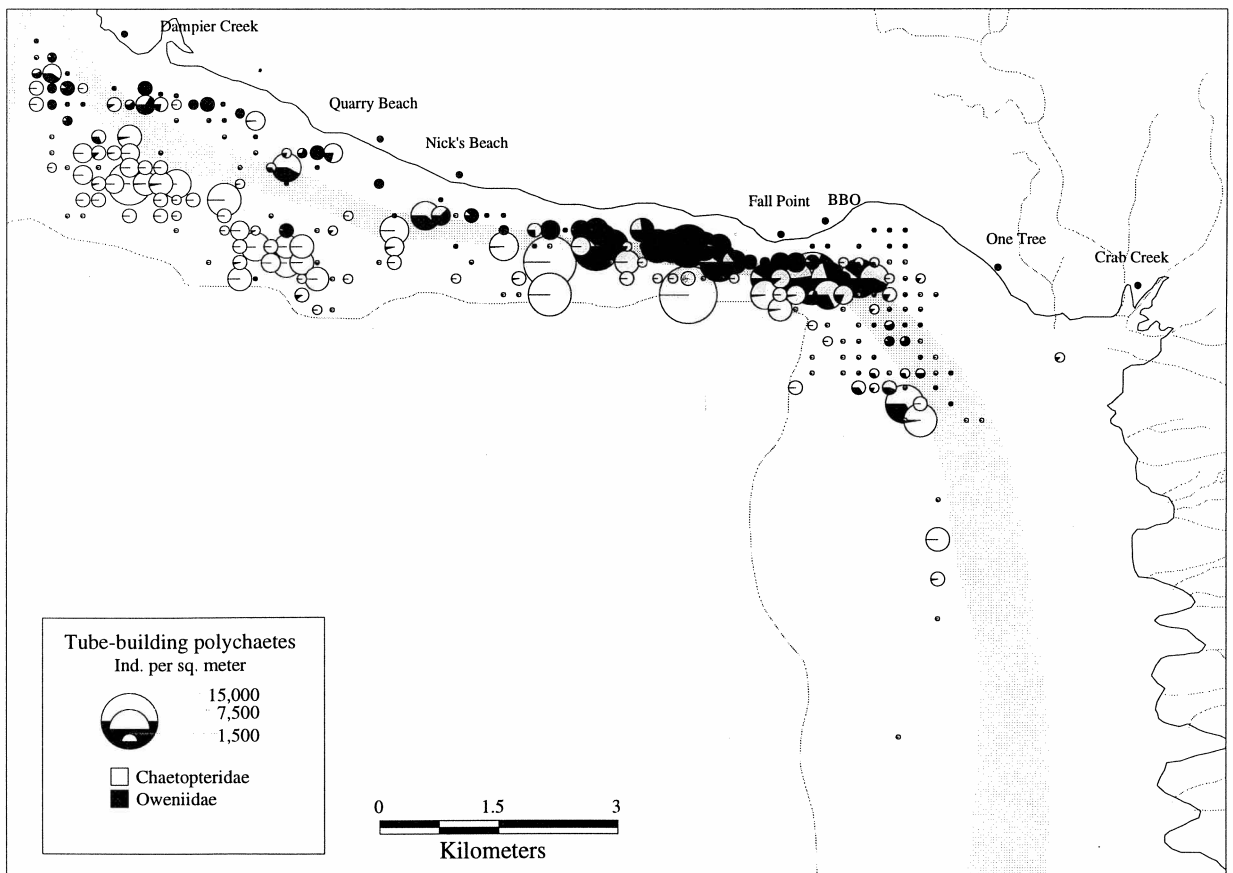 Dampier Creek
Quarry Beach
Nick's Beach
Fall Point
BBO
One Tree
Crab Creek
Tube-building polychaetes
Ind. per sq. meter
15,000
7,500
1,500
Chaetopteridae
Oweniidae
0 1.5 3
Kilometers